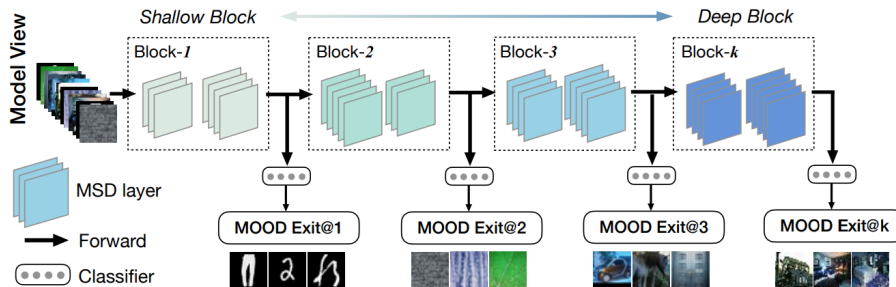 Model View
Shallow Block
Deep Block
Block-1
Block-2
Block-3
Block-k
MSD layer
Forward
Classifier
MOOD Exit@1
MOOD Exit@2
MOOD Exit@3
MOOD Exit@k
2